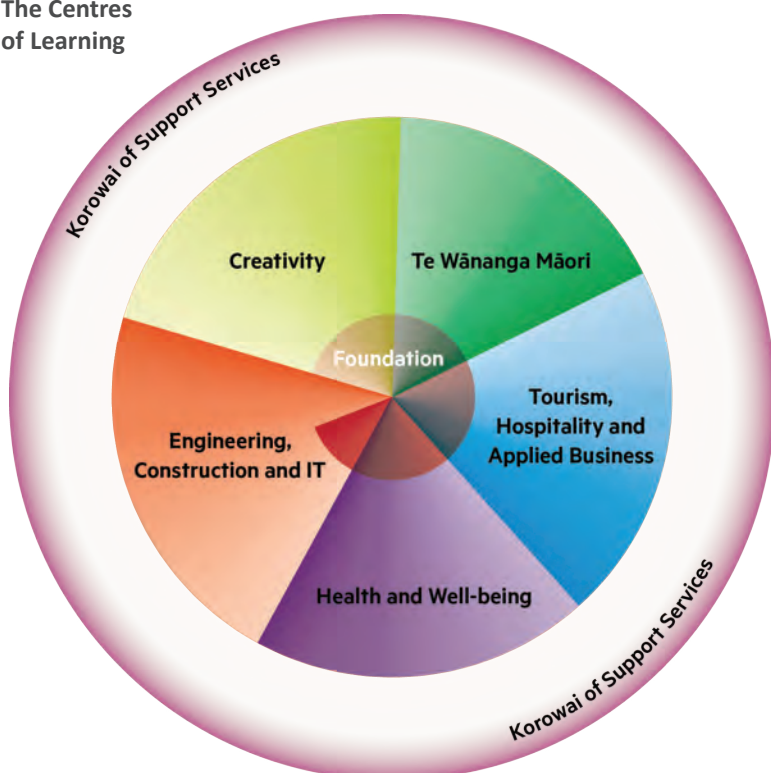 The Centres
of Learning
Korowai of Support Services
Creativity
Te Wānanga Māori
Foundation
Tourism,
Hospitality and
Applied Business
Engineering,
Construction and IT
Health and Well-being
Korowai of Support Services